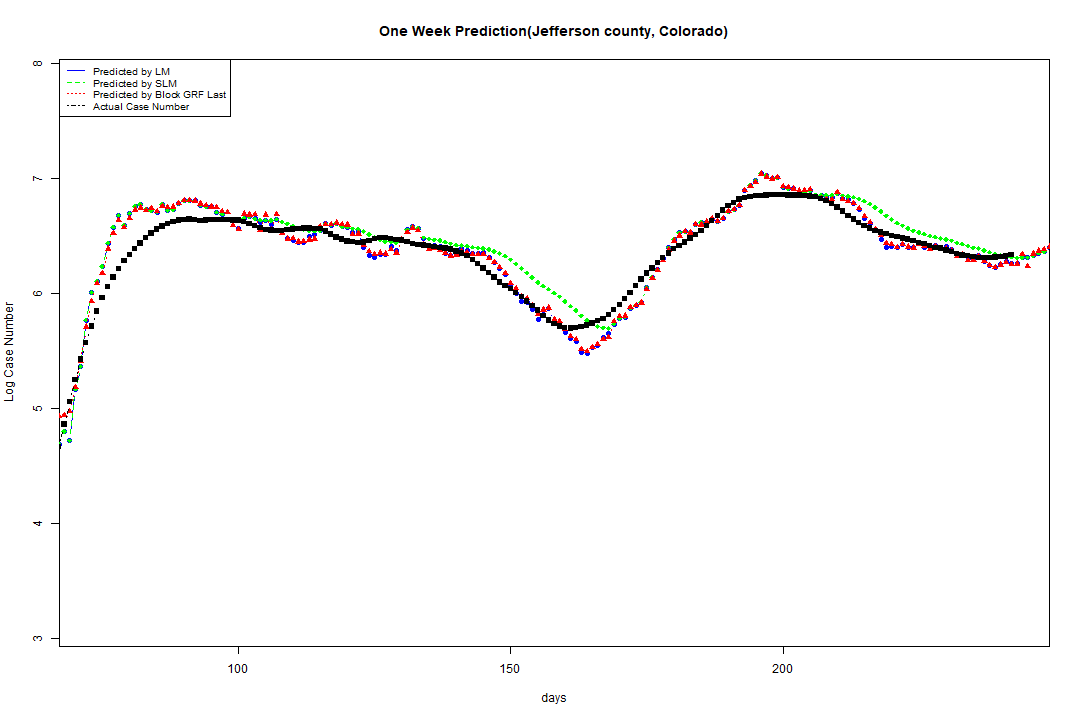 One Week Prediction(Jefferson county, Colorado)
Predicted by LM
Predicted by SLM
Predicted by Block GRF Last
Actual Case Number
8
7
6
5
4
3
Log Case Number
100 150 200
days